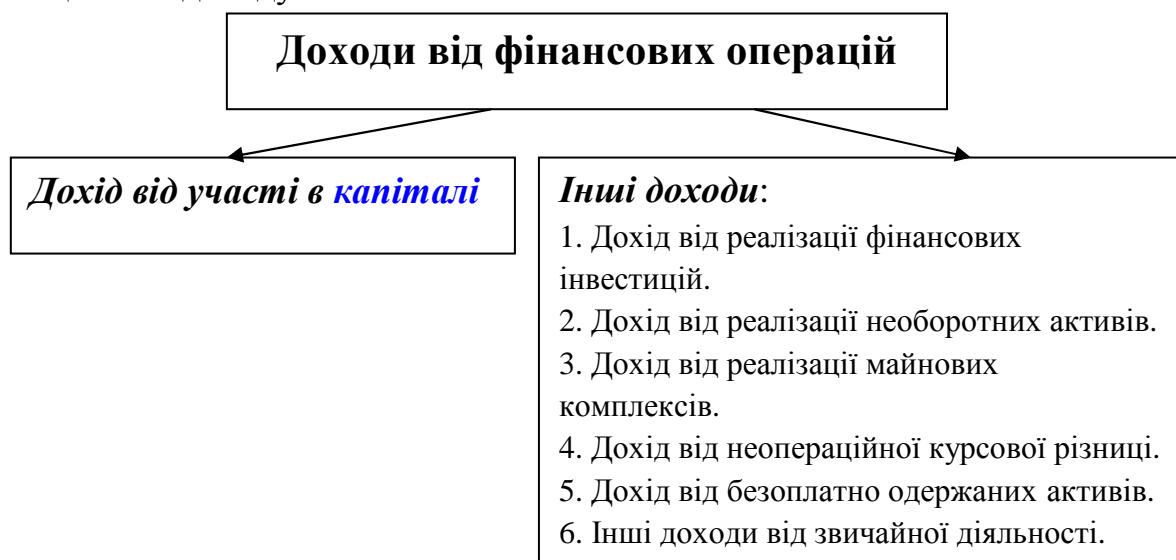 Доходи від фінансових операцій
Дохід від участі в капіталі
Інші доходи:
1. Дохід від реалізації фінансових
інвестицій.
2. Дохід від реалізації необоротних активів.
3. Дохід від реалізації майнових
комплексів.
4. Дохід від неопераційної курсової різниці.
5. Дохід від безоплатно одержаних активів.
6. Інші доходи від звичайної діяльності.